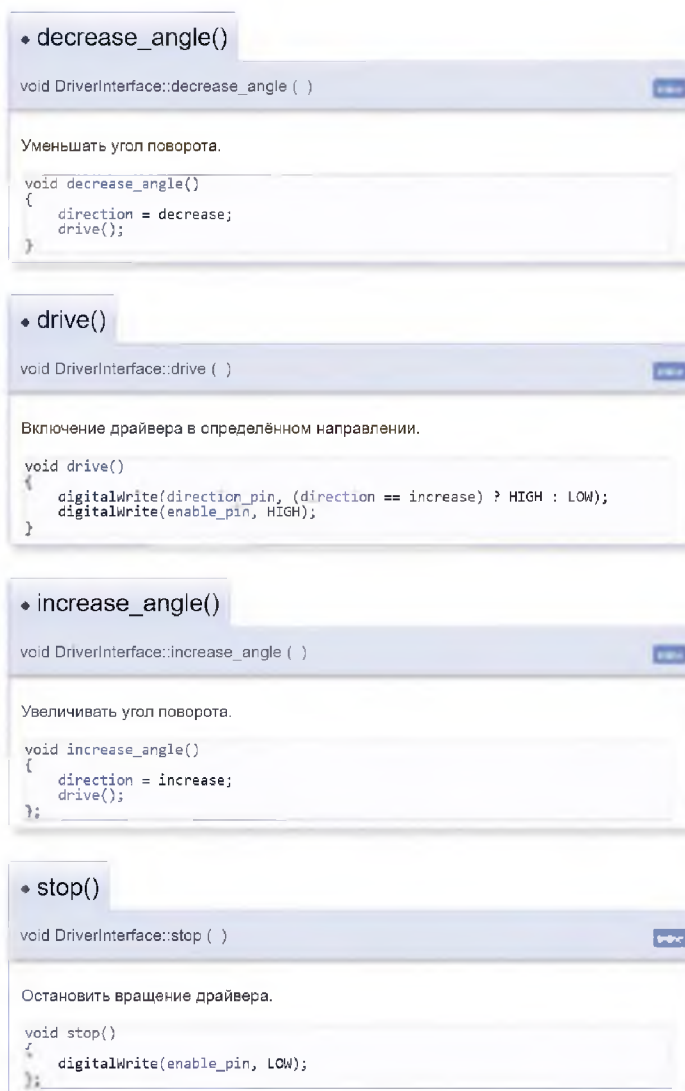 • decrease_angle()
void DriverInterface::decrease_angle ( )
Уменьшать угол поворота.
void decrease_angle()
{
direction = decrease;
drive();
}
• drive()
void DriverInterface::drive ( )
Включение драйвера в определённом направлении.
void drive()
{
digitalWrite(direction_pin, (direction == increase) ? HIGH : LOW);
digitalWrite(enable_pin, HIGH);
}
• increase_angle()
void DriverInterface::increase_angle ( )
Увеличивать угол поворота.
void increase_angle()
{
direction = increase;
drive();
};
• stop()
void DriverInterface::stop ( )
Остановить вращение драйвера.
void stop()
{
digitalWrite(enable_pin, LOW);
};